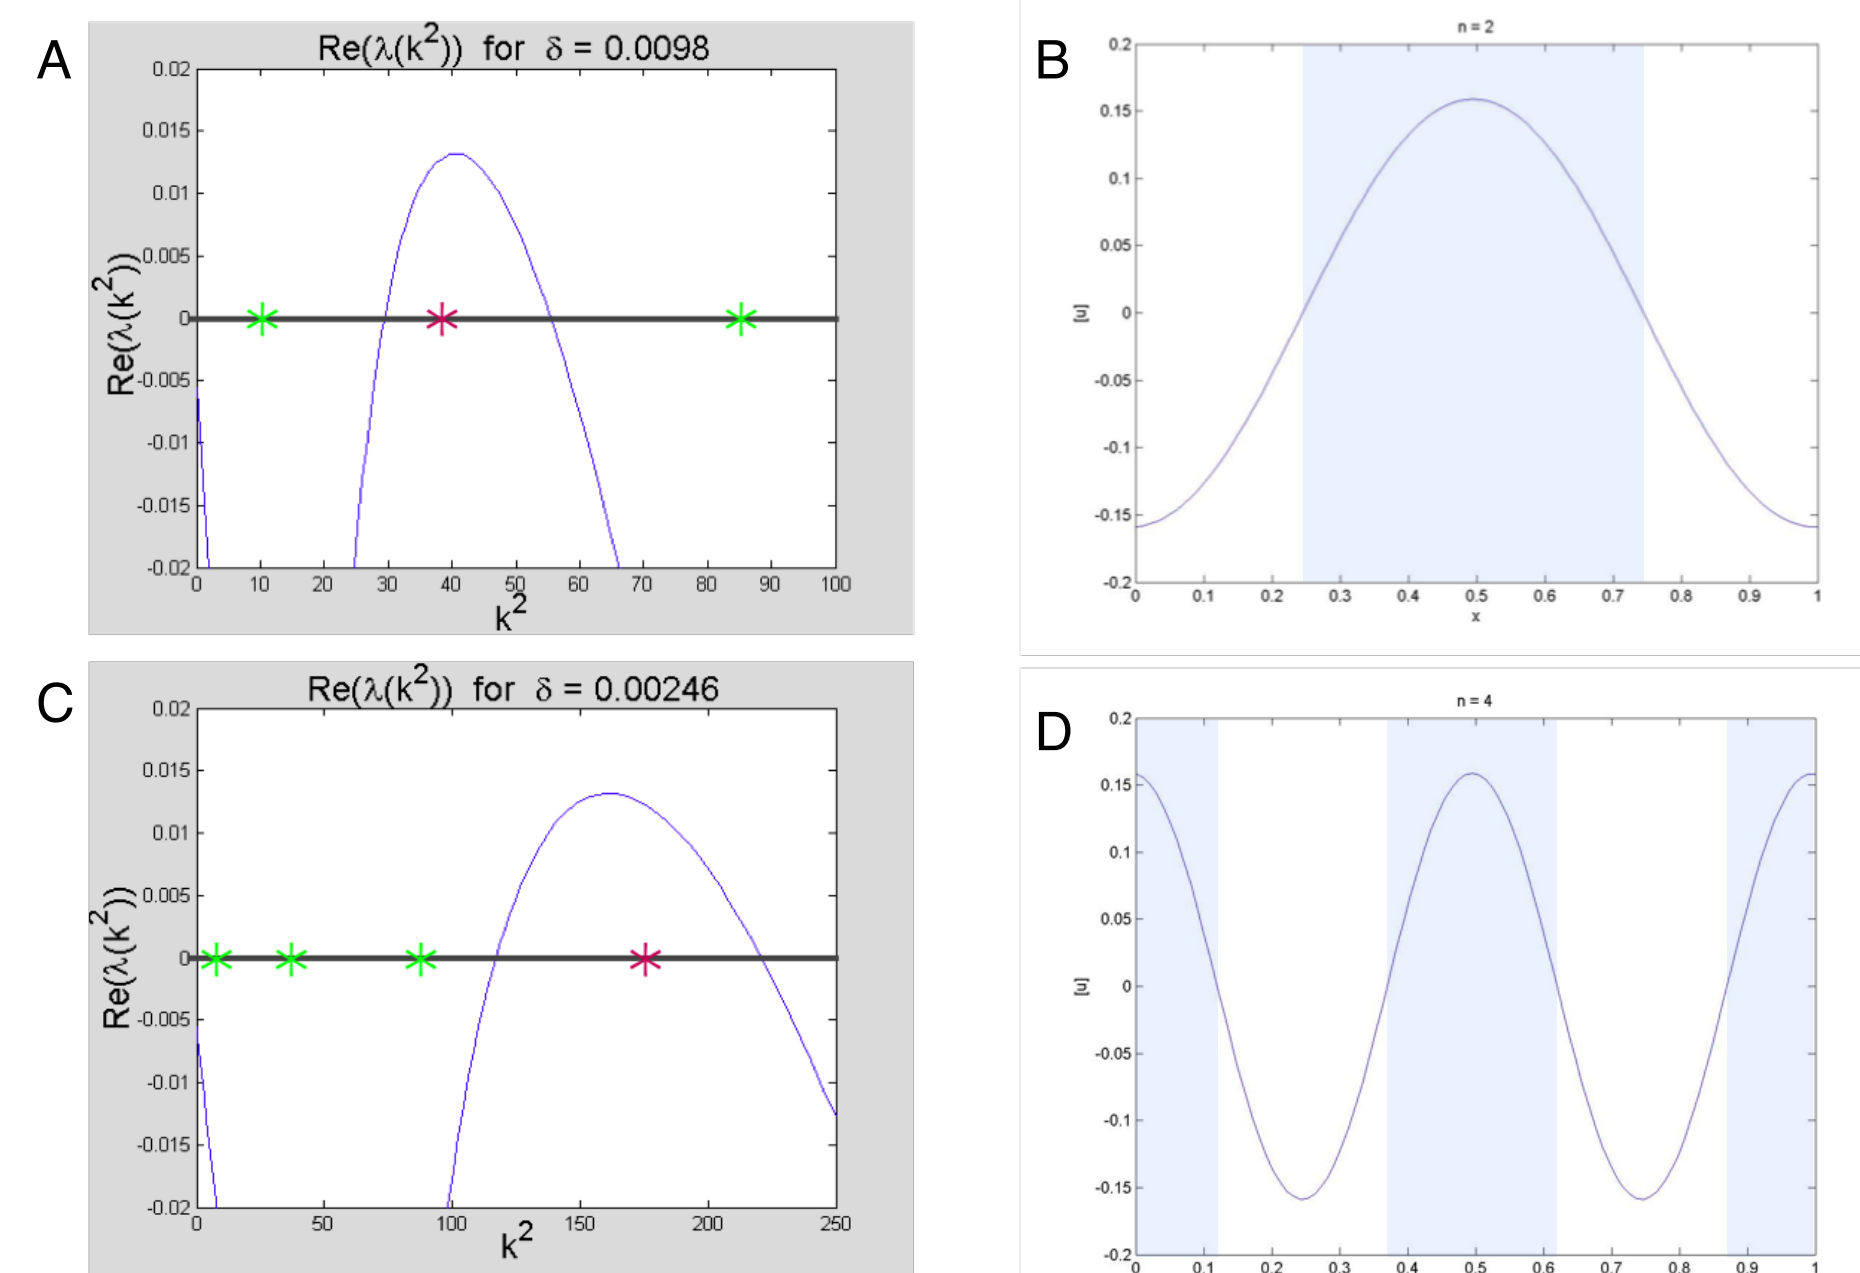 A
Re(λ(k²)) for δ = 0.0098
0.02
0.015
0.01
0.005
0
-0.005
-0.01
-0.015
-0.02
Re(λ(k²))
0 10 20 30 40 50 60 70 80 90 100
k²
B
n = 2
0.2
0.15
0.1
0.05
0
-0.05
-0.1
-0.15
-0.2
[u]
0 0.1 0.2 0.3 0.4 0.5 0.6 0.7 0.8 0.9 1
x
C
Re(λ(k²)) for δ = 0.00246
0.02
0.015
0.01
0.005
0
-0.005
-0.01
-0.015
-0.02
Re(λ(k²))
0 50 100 150 200 250
k²
D
n = 4
0.2
0.15
0.1
0.05
0
-0.05
-0.1
-0.15
-0.2
[u]
0 0.1 0.2 0.3 0.4 0.5 0.6 0.7 0.8 0.9 1